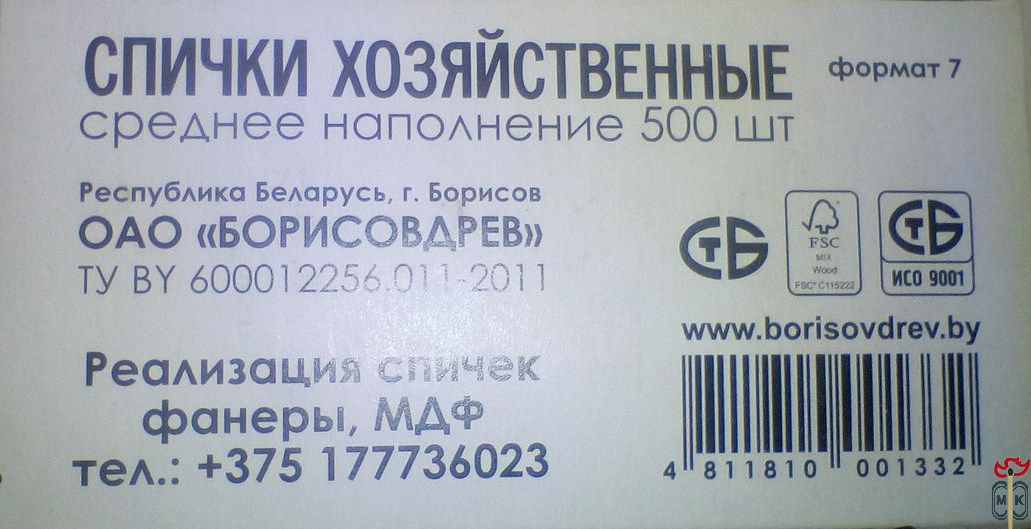 СПИЧКИ ХОЗЯЙСТВЕННЫЕ
формат 7
среднее наполнение 500 шт
Республика Беларусь, г. Борисов
ОАО «БОРИСОВДРЕВ»
ТУ BY 600012256.011-2011
СТБ
FSC
MIX
Wood
FSC® C115222
СТБ
ИСО 9001
www.borisovdrev.by
Реализация спичек
фанеры, МДФ
тел.: +375 177736023
4 811810 001332
МК